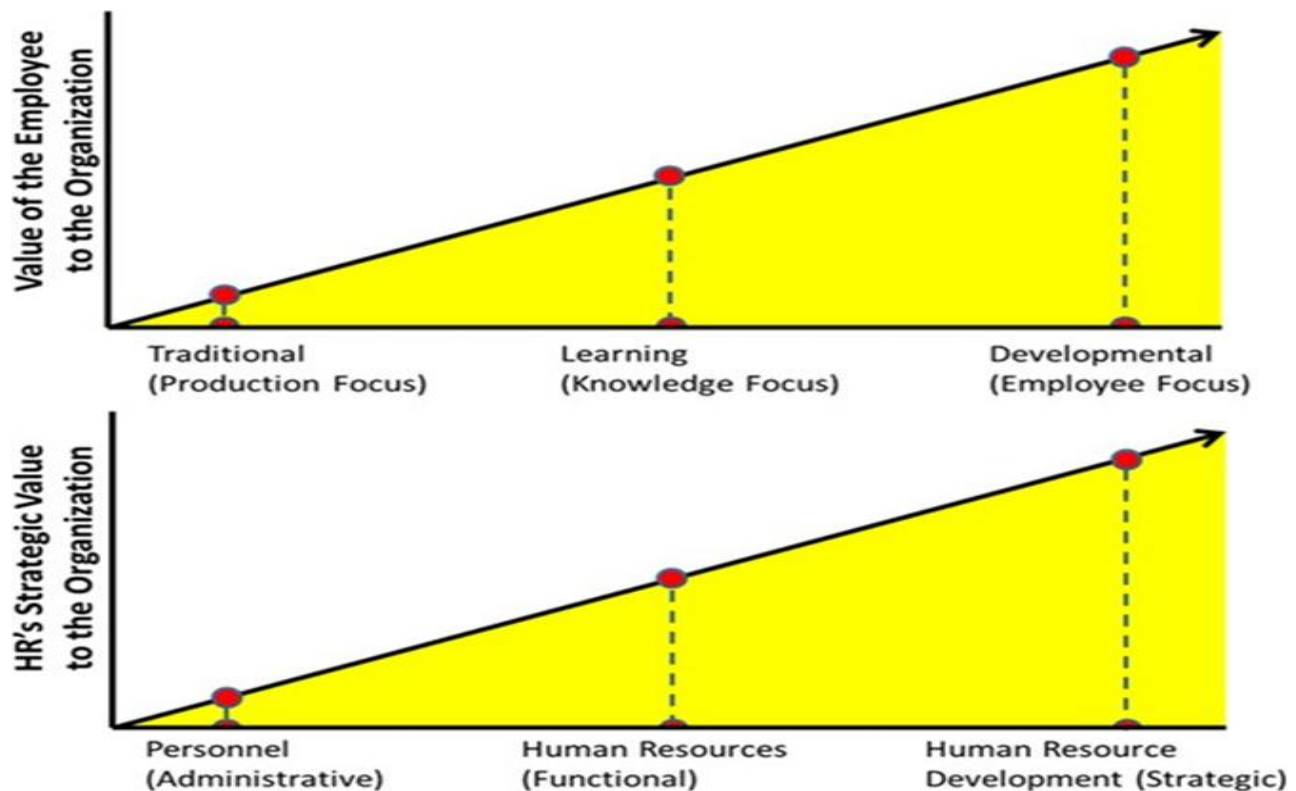 Value of the Employee
to the Organization
Traditional
(Production Focus)
Learning
(Knowledge Focus)
Developmental
(Employee Focus)
HR's Strategic Value
to the Organization
Personnel
(Administrative)
Human Resources
(Functional)
Human Resource
Development (Strategic)